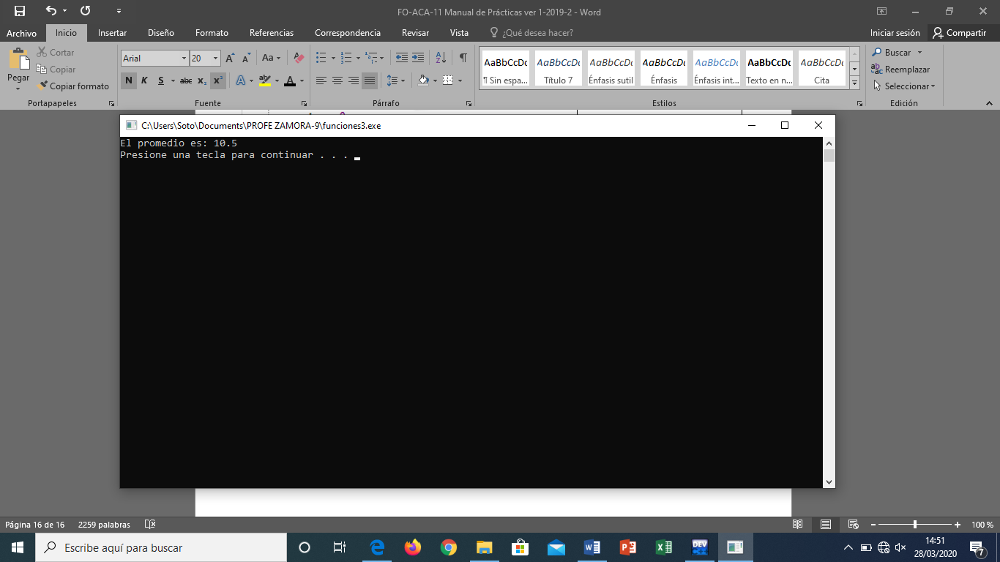 FO-ACA-11 Manual de Prácticas ver 1-2019-2 - Word
Archivo Inicio Insertar Diseño Formato Referencias Correspondencia Revisar Vista ¿Qué desea hacer? Iniciar sesión Compartir
Pegar
Cortar
Copiar
Copiar formato
Portapapeles
Arial 20 A A Aa A
N K S abc x₂ x² A ab A
Fuente
Párrafo
AaBbCcDc AaBbCcDc AaBbCcDc AaBbCcDc AaBbCcDc AaBbCcDc AaBbCcDc
¶ Sin espa... Título 7 Énfasis sutil Énfasis Énfasis int... Texto en n... Cita
Estilos
Buscar
Reemplazar
Seleccionar
Edición
C:\Users\Soto\Documents\PROFE ZAMORA-9\funciones3.exe
El promedio es: 10.5
Presione una tecla para continuar . . .
Página 16 de 16 2259 palabras 100 %
Escribe aquí para buscar
DEV
14:51
28/03/2020
7